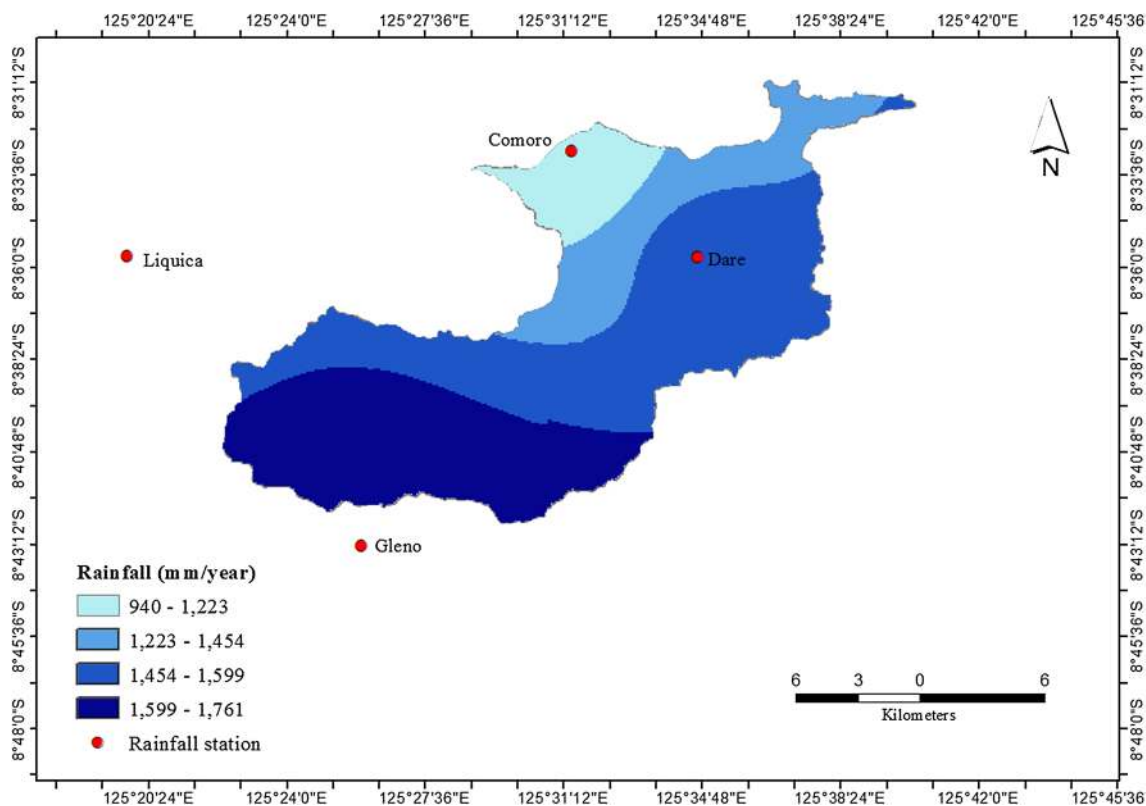 125°20'24"E 125°24'0"E 125°27'36"E 125°31'12"E 125°34'48"E 125°38'24"E 125°42'0"E 125°45'36
8°31'12"S 8°31'12"S
Comoro
N
8°33'36"S 8°33'36"S
Liquica
Dare
8°36'0"S 8°36'0"S
8°38'24"S 8°38'24"S
8°40'48"S 8°40'48"S
Gleno
8°43'12"S 8°43'12"S
Rainfall (mm/year)
940 - 1,223
1,223 - 1,454
1,454 - 1,599
1,599 - 1,761
Rainfall station
8°45'36"S 8°45'36"S
6 3 0 6
Kilometers
8°48'0"S 8°48'0"S
125°20'24"E 125°24'0"E 125°27'36"E 125°31'12"E 125°34'48"E 125°38'24"E 125°42'0"E 125°45'36